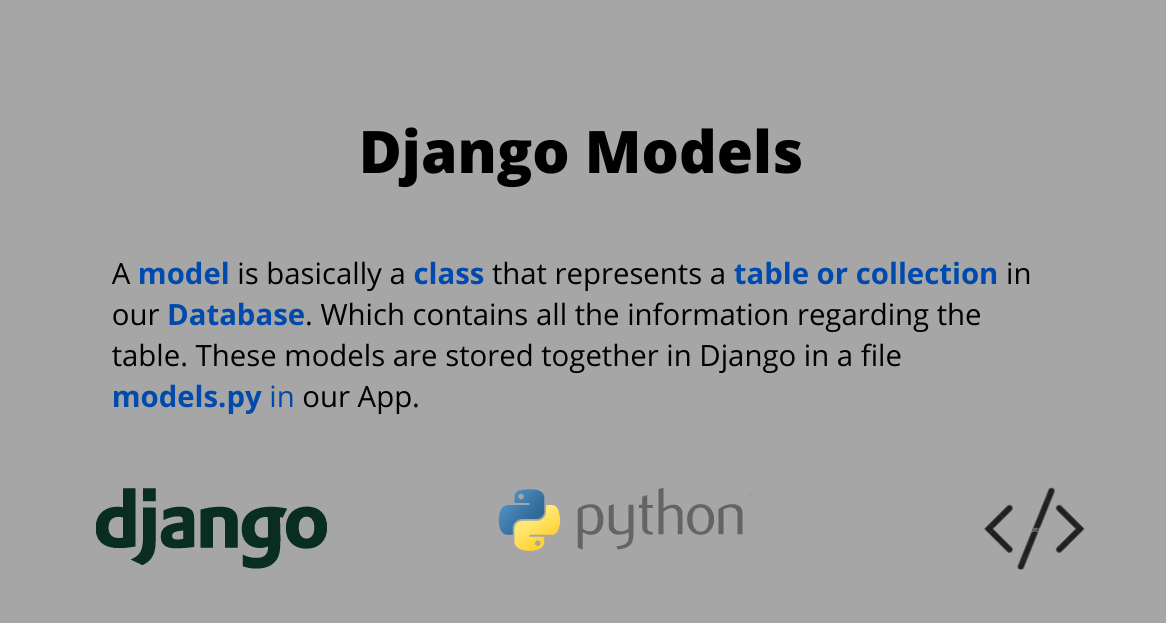 Django Models
A model is basically a class that represents a table or collection in
our Database. Which contains all the information regarding the
table. These models are stored together in Django in a file
models.py in our App.
django
python
</>